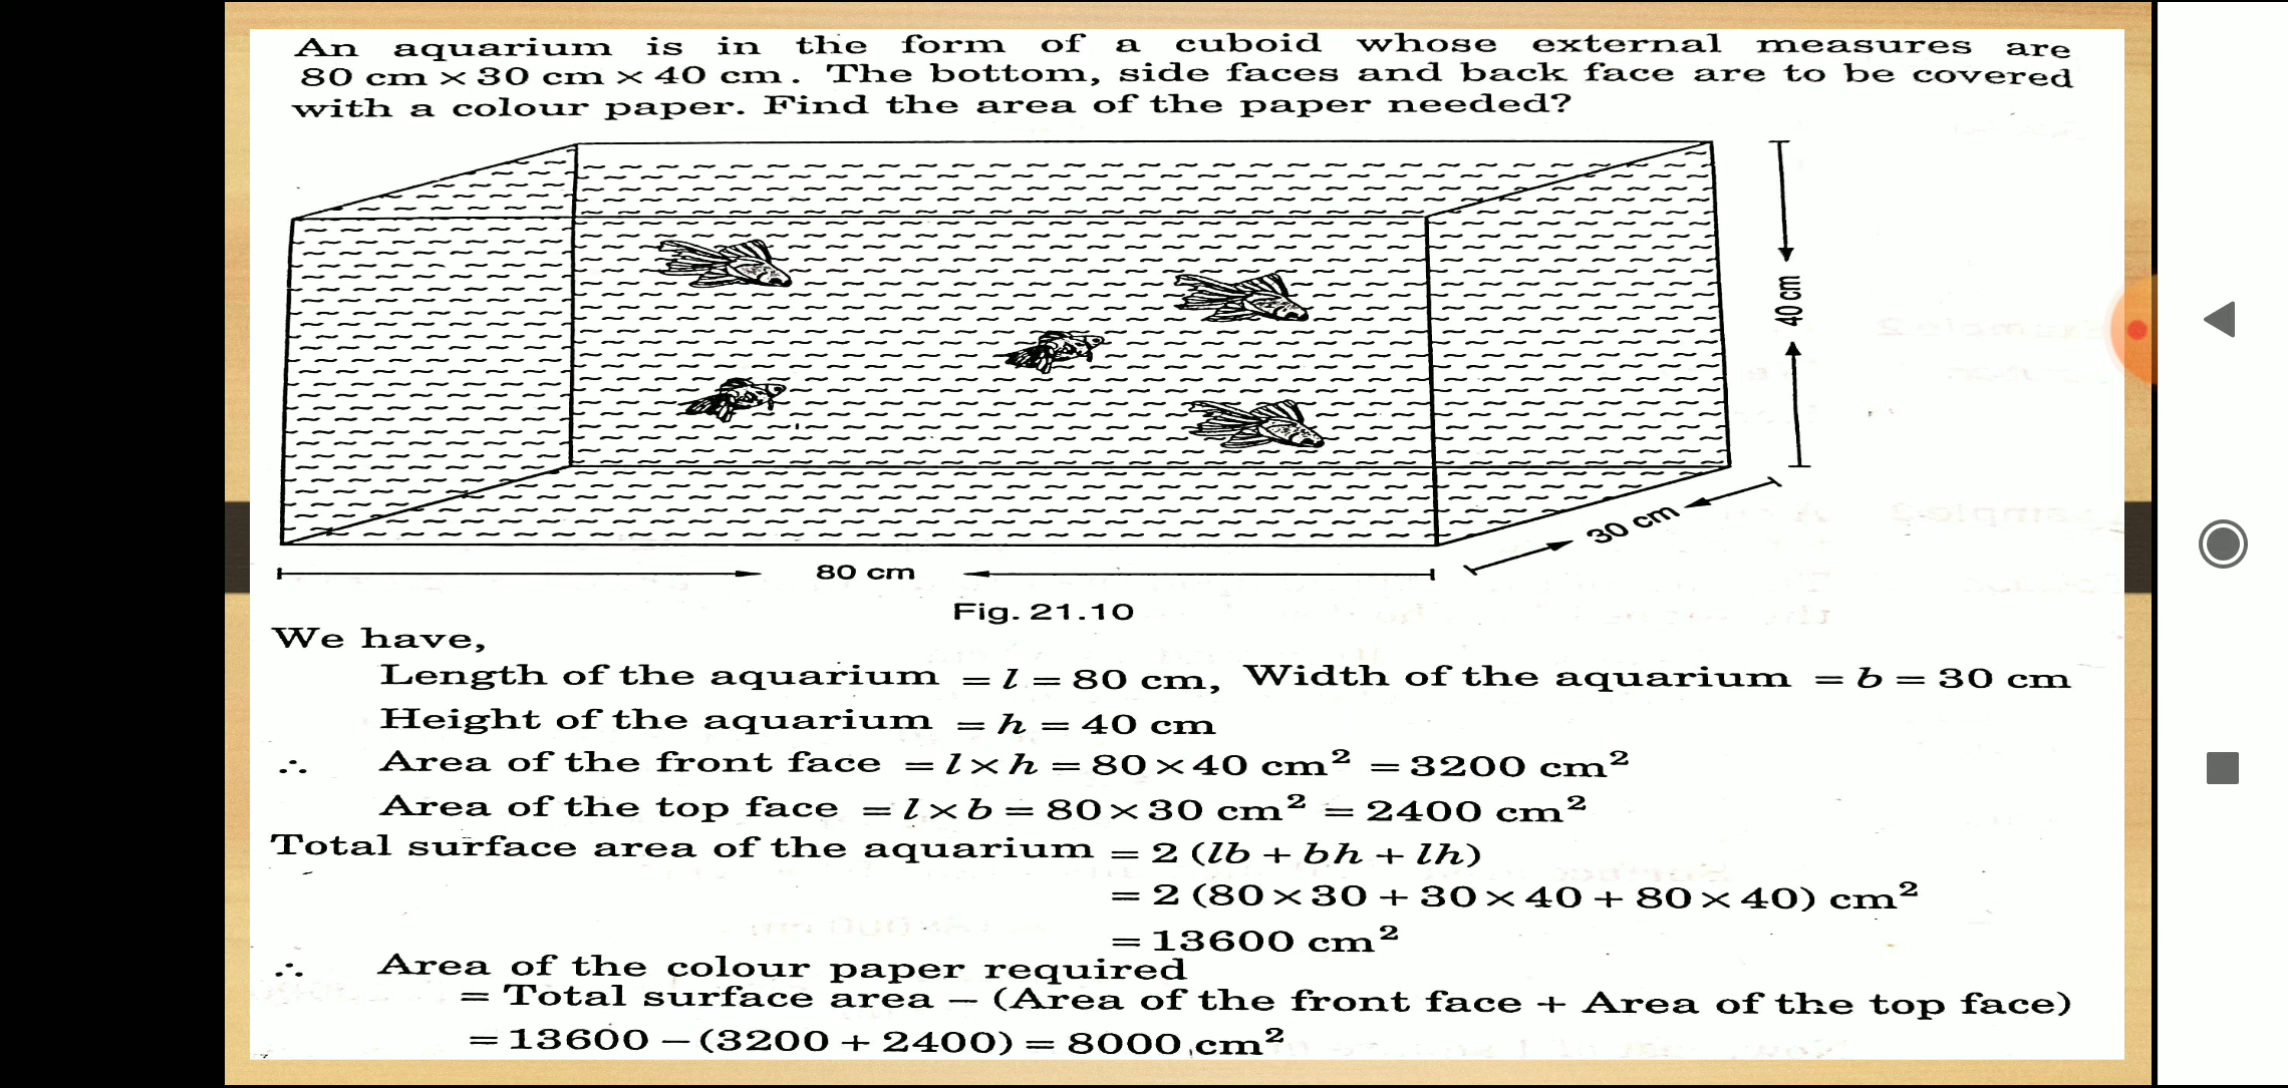 An aquarium is in the form of a cuboid whose external measures are
80 cm × 30 cm × 40 cm. The bottom, side faces and back face are to be covered
with a colour paper. Find the area of the paper needed?
40 cm
30 cm
80 cm
Fig. 21.10
We have,
Length of the aquarium = l = 80 cm, Width of the aquarium = b = 30 cm
Height of the aquarium = h = 40 cm
∴ Area of the front face = l × h = 80 × 40 cm² = 3200 cm²
Area of the top face = l × b = 80 × 30 cm² = 2400 cm²
Total surface area of the aquarium = 2 (lb + bh + lh)
= 2 (80 × 30 + 30 × 40 + 80 × 40) cm²
= 13600 cm²
∴ Area of the colour paper required
= Total surface area – (Area of the front face + Area of the top face)
= 13600 – (3200 + 2400) = 8000 cm²